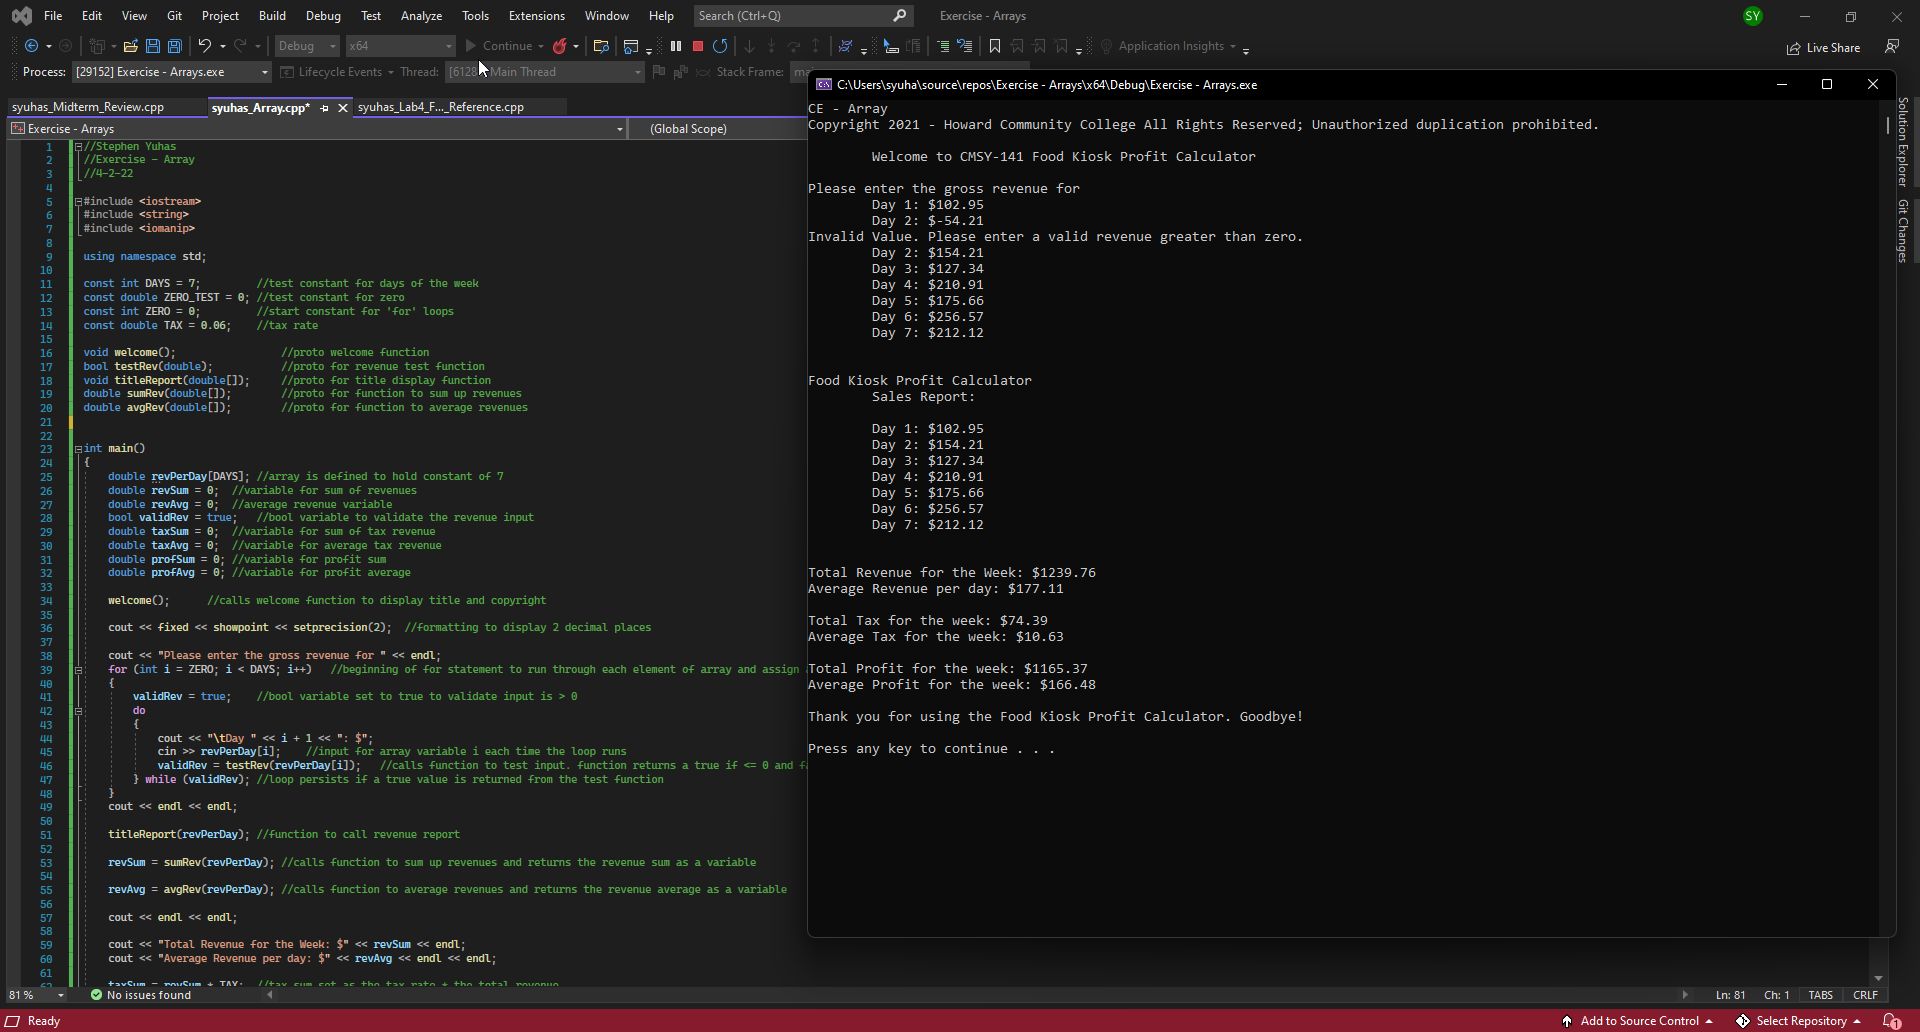 File Edit View Git Project Build Debug Test Analyze Tools Extensions Window Help Search (Ctrl+Q) Exercise - Arrays SY
Debug x64 Continue Application Insights Live Share
Process: [29152] Exercise - Arrays.exe Lifecycle Events Thread: Main Thread Stack Frame:
syuhas_Midterm_Review.cpp syuhas_Array.cpp* syuhas_Lab4_F..._Reference.cpp
Exercise - Arrays (Global Scope)
1 //Stephen Yuhas
2 //Exercise - Array
3 //4-2-22
4
5 #include <iostream>
6 #include <string>
7 #include <iomanip>
8
9 using namespace std;
10
11 const int DAYS = 7; //test constant for days of the week
12 const double ZERO_TEST = 0; //test constant for zero
13 const int ZERO = 0; //start constant for 'for' loops
14 const double TAX = 0.06; //tax rate
15
16 void welcome(); //proto welcome function
17 bool testRev(double); //proto for revenue test function
18 void titleReport(double[]); //proto for title display function
19 double sumRev(double[]); //proto for function to sum up revenues
20 double avgRev(double[]); //proto for function to average revenues
21
22
23 int main()
24 {
25 double revPerDay[DAYS]; //array is defined to hold constant of 7
26 double revSum = 0; //variable for sum of revenues
27 double revAvg = 0; //average revenue variable
28 bool validRev = true; //bool variable to validate the revenue input
29 double taxSum = 0; //variable for sum of tax revenue
30 double taxAvg = 0; //variable for average tax revenue
31 double profSum = 0; //variable for profit sum
32 double profAvg = 0; //variable for profit average
33
34 welcome(); //calls welcome function to display title and copyright
35
36 cout << fixed << showpoint << setprecision(2); //formatting to display 2 decimal places
37
38 cout << "Please enter the gross revenue for " << endl;
39 for (int i = ZERO; i < DAYS; i++) //beginning of for statement to run through each element of array and assign
40 {
41 validRev = true; //bool variable set to true to validate input is > 0
42 do
43 {
44 cout << "\tDay " << i + 1 << ": $";
45 cin >> revPerDay[i]; //input for array variable i each time the loop runs
46 validRev = testRev(revPerDay[i]); //calls function to test input. function returns a true if <= 0 and
47 } while (validRev); //loop persists if a true value is returned from the test function
48 }
49 cout << endl << endl;
50
51 titleReport(revPerDay); //function to call revenue report
52
53 revSum = sumRev(revPerDay); //calls function to sum up revenues and returns the revenue sum as a variable
54
55 revAvg = avgRev(revPerDay); //calls function to average revenues and returns the revenue average as a variable
56
57 cout << endl << endl;
58
59 cout << "Total Revenue for the Week: $" << revSum << endl;
60 cout << "Average Revenue per day: $" << revAvg << endl << endl;
61
62 taxSum = revSum * TAX; //tax sum set as the tax rate * the total revenue
C:\Users\syuha\source\repos\Exercise - Arrays\x64\Debug\Exercise - Arrays.exe
CE - Array
Copyright 2021 - Howard Community College All Rights Reserved; Unauthorized duplication prohibited.
Welcome to CMSY-141 Food Kiosk Profit Calculator
Please enter the gross revenue for
Day 1: $102.95
Day 2: $-54.21
Invalid Value. Please enter a valid revenue greater than zero.
Day 2: $154.21
Day 3: $127.34
Day 4: $210.91
Day 5: $175.66
Day 6: $256.57
Day 7: $212.12
Food Kiosk Profit Calculator
Sales Report:
Day 1: $102.95
Day 2: $154.21
Day 3: $127.34
Day 4: $210.91
Day 5: $175.66
Day 6: $256.57
Day 7: $212.12
Total Revenue for the Week: $1239.76
Average Revenue per day: $177.11
Total Tax for the week: $74.39
Average Tax for the week: $10.63
Total Profit for the week: $1165.37
Average Profit for the week: $166.48
Thank you for using the Food Kiosk Profit Calculator. Goodbye!
Press any key to continue . . .
Solution Explorer
Git Changes
81 % No issues found Ln: 81 Ch: 1 TABS CRLF
Ready Add to Source Control Select Repository 1